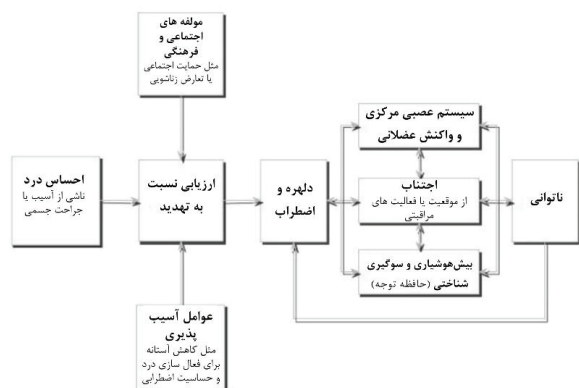 مولفه های
اجتماعی و
فرهنگی
مثل حمایت اجتماعی
یا تعارض زناشویی
احساس درد
ناشی از آسیب یا
جراحت جسمی
ارزیابی نسبت
به تهدید
عوامل آسیب
پذیری
مثل کاهش آستانه
برای فعال سازی درد
و حساسیت اضطرابی
دلهره و
اضطراب
سیستم عصبی مرکزی
و واکنش عضلانی
اجتناب
از موقعیت یا فعالیت های
مراقبتی
بیش‌هوشیاری و سوگیری
شناختی (حافظه توجه)
ناتوانی